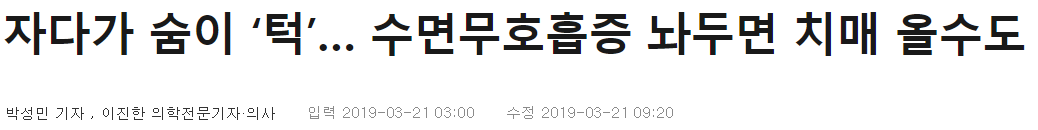 자다가 숨이 ‘턱’... 수면무호흡증 놔두면 치매 올수도
박성민 기자 , 이진한 의학전문기자·의사 입력 2019-03-21 03:00 수정 2019-03-21 09:20